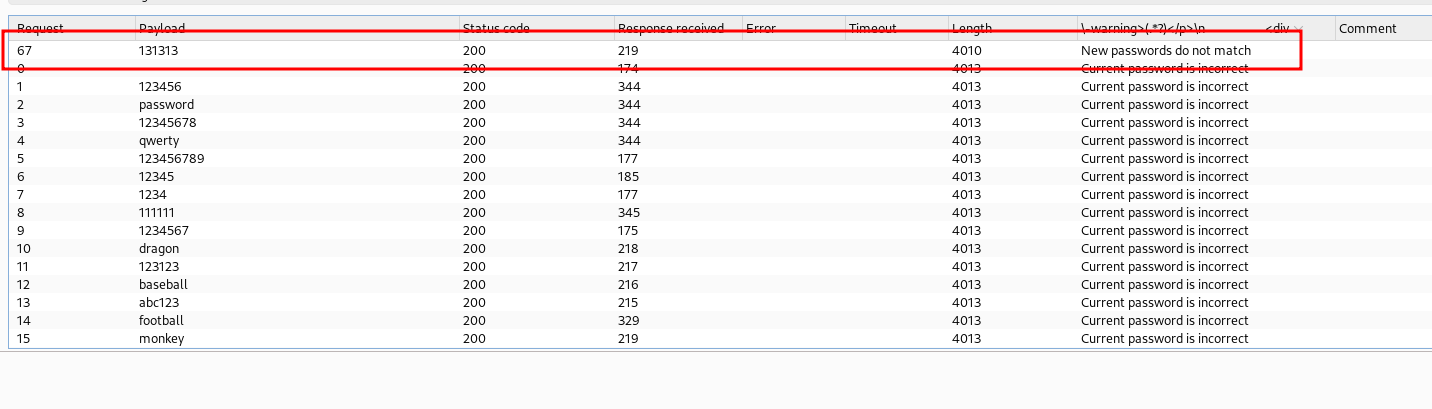 Request Payload Status code Response received Error Timeout Length \-warning>(.*?)</p>\n <div Comment
67 131313 200 219 4010 New passwords do not match
0 200 174 4013 Current password is incorrect
1 123456 200 344 4013 Current password is incorrect
2 password 200 344 4013 Current password is incorrect
3 12345678 200 344 4013 Current password is incorrect
4 qwerty 200 344 4013 Current password is incorrect
5 123456789 200 177 4013 Current password is incorrect
6 12345 200 185 4013 Current password is incorrect
7 1234 200 177 4013 Current password is incorrect
8 111111 200 345 4013 Current password is incorrect
9 1234567 200 175 4013 Current password is incorrect
10 dragon 200 218 4013 Current password is incorrect
11 123123 200 217 4013 Current password is incorrect
12 baseball 200 216 4013 Current password is incorrect
13 abc123 200 215 4013 Current password is incorrect
14 football 200 329 4013 Current password is incorrect
15 monkey 200 219 4013 Current password is incorrect